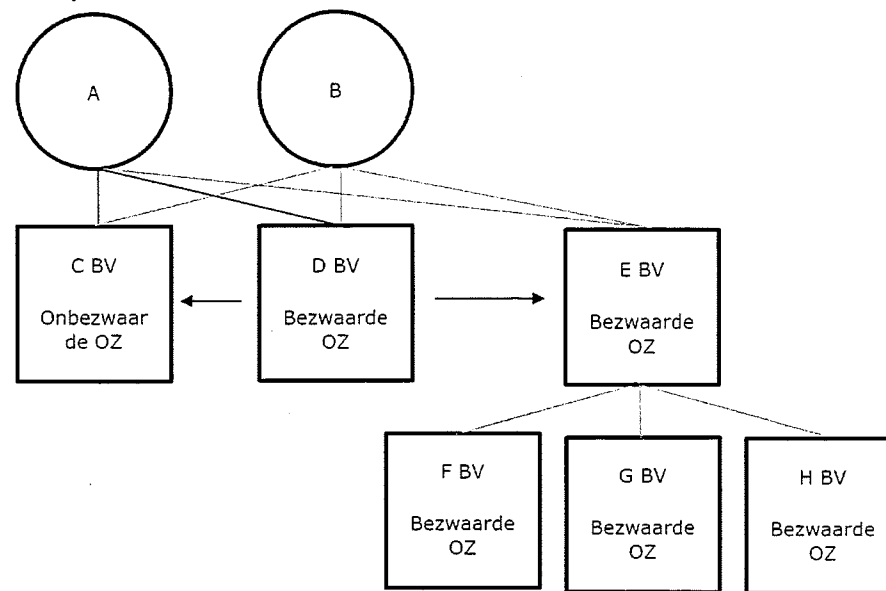 A
B
C BV
Onbezwaar
de OZ
D BV
Bezwaarde
OZ
E BV
Bezwaarde
OZ
F BV
Bezwaarde
OZ
G BV
Bezwaarde
OZ
H BV
Bezwaarde
OZ